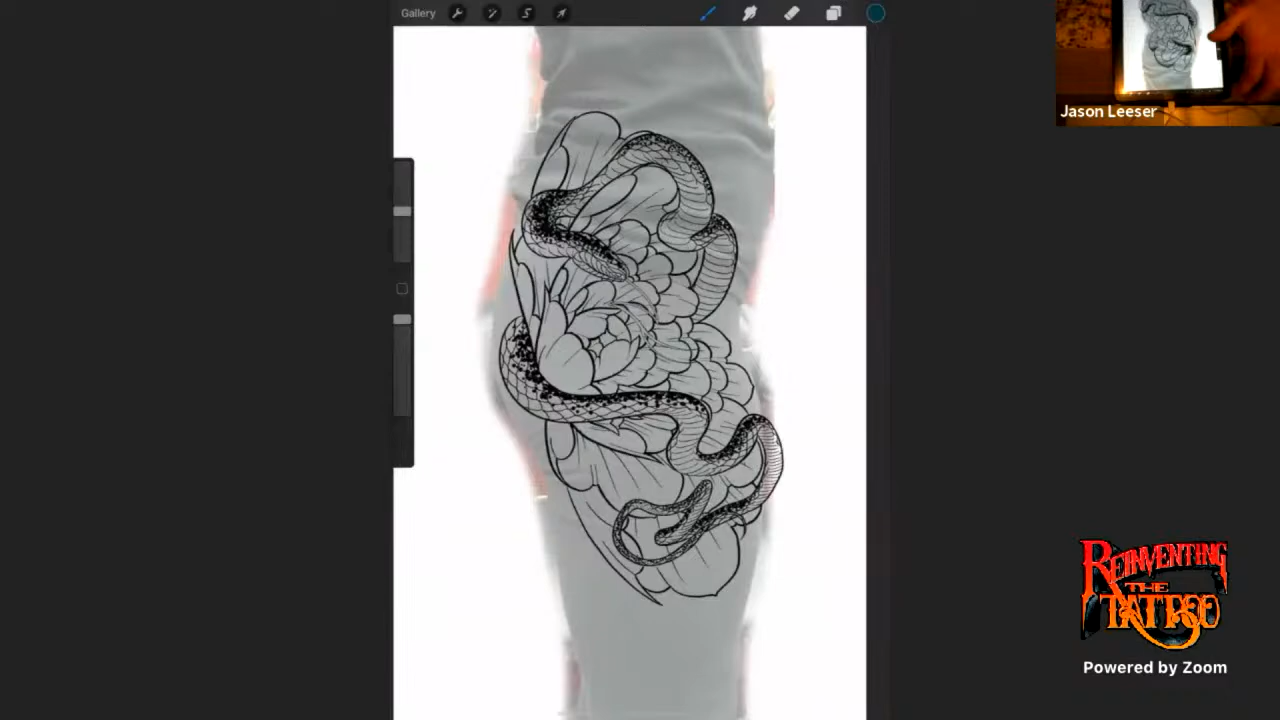 Gallery
Jason Leeser
REINVENTING
THE
TATTOO
Powered by Zoom